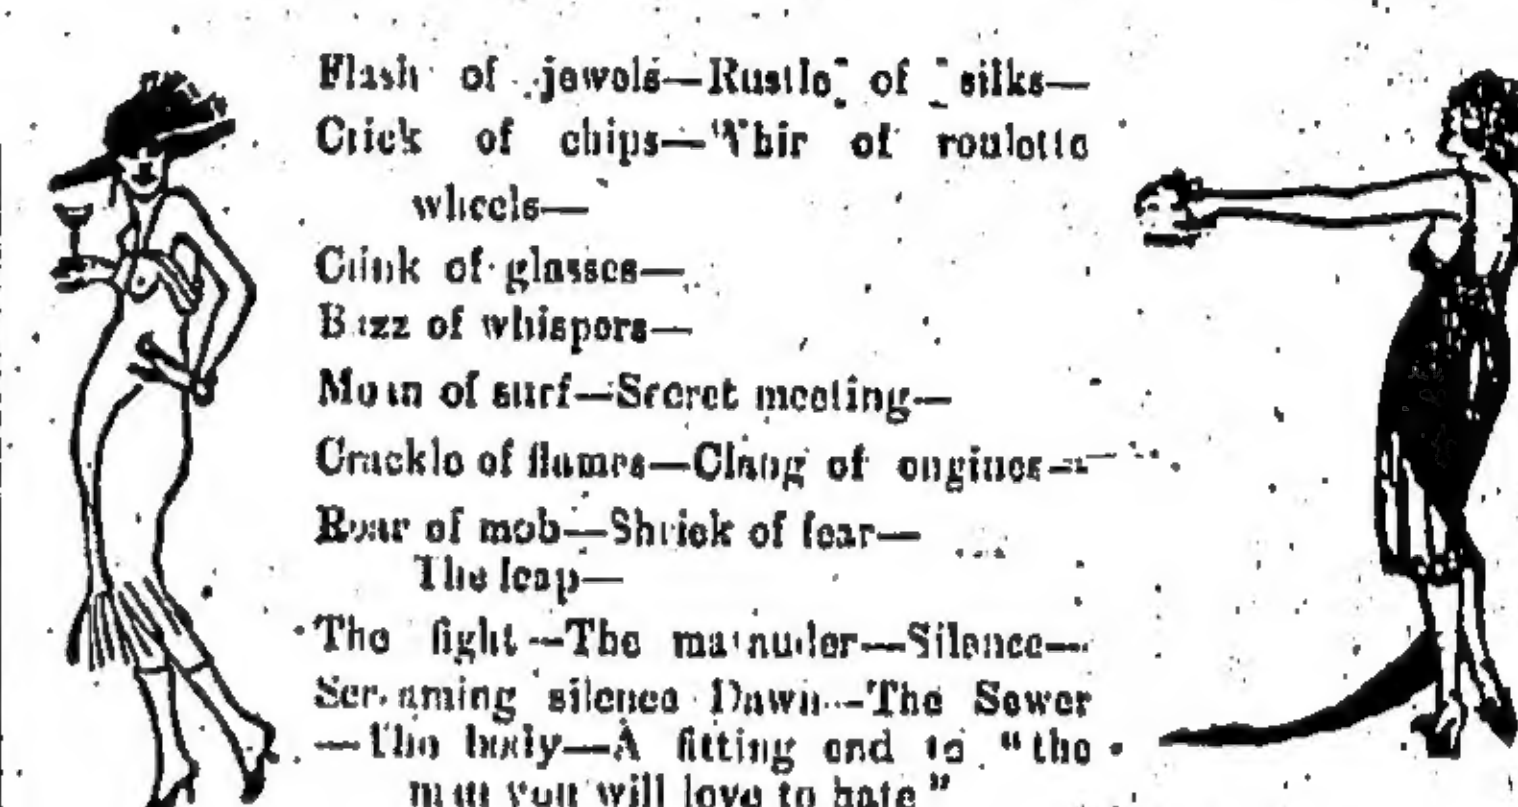 Flash of jewels—Rustle of silks—
Click of chips—Whir of roulette
wheels—
Clink of glasses—
Buzz of whispers—
Moan of surf—Secret meeting—
Crackle of flames—Clang of engines—
Roar of mob—Shriek of fear—
The leap—
The fight—The marauder—Silence—
Screaming silence Dawn—The Sewer
—The body—A fitting end to "the
man you will love to hate"